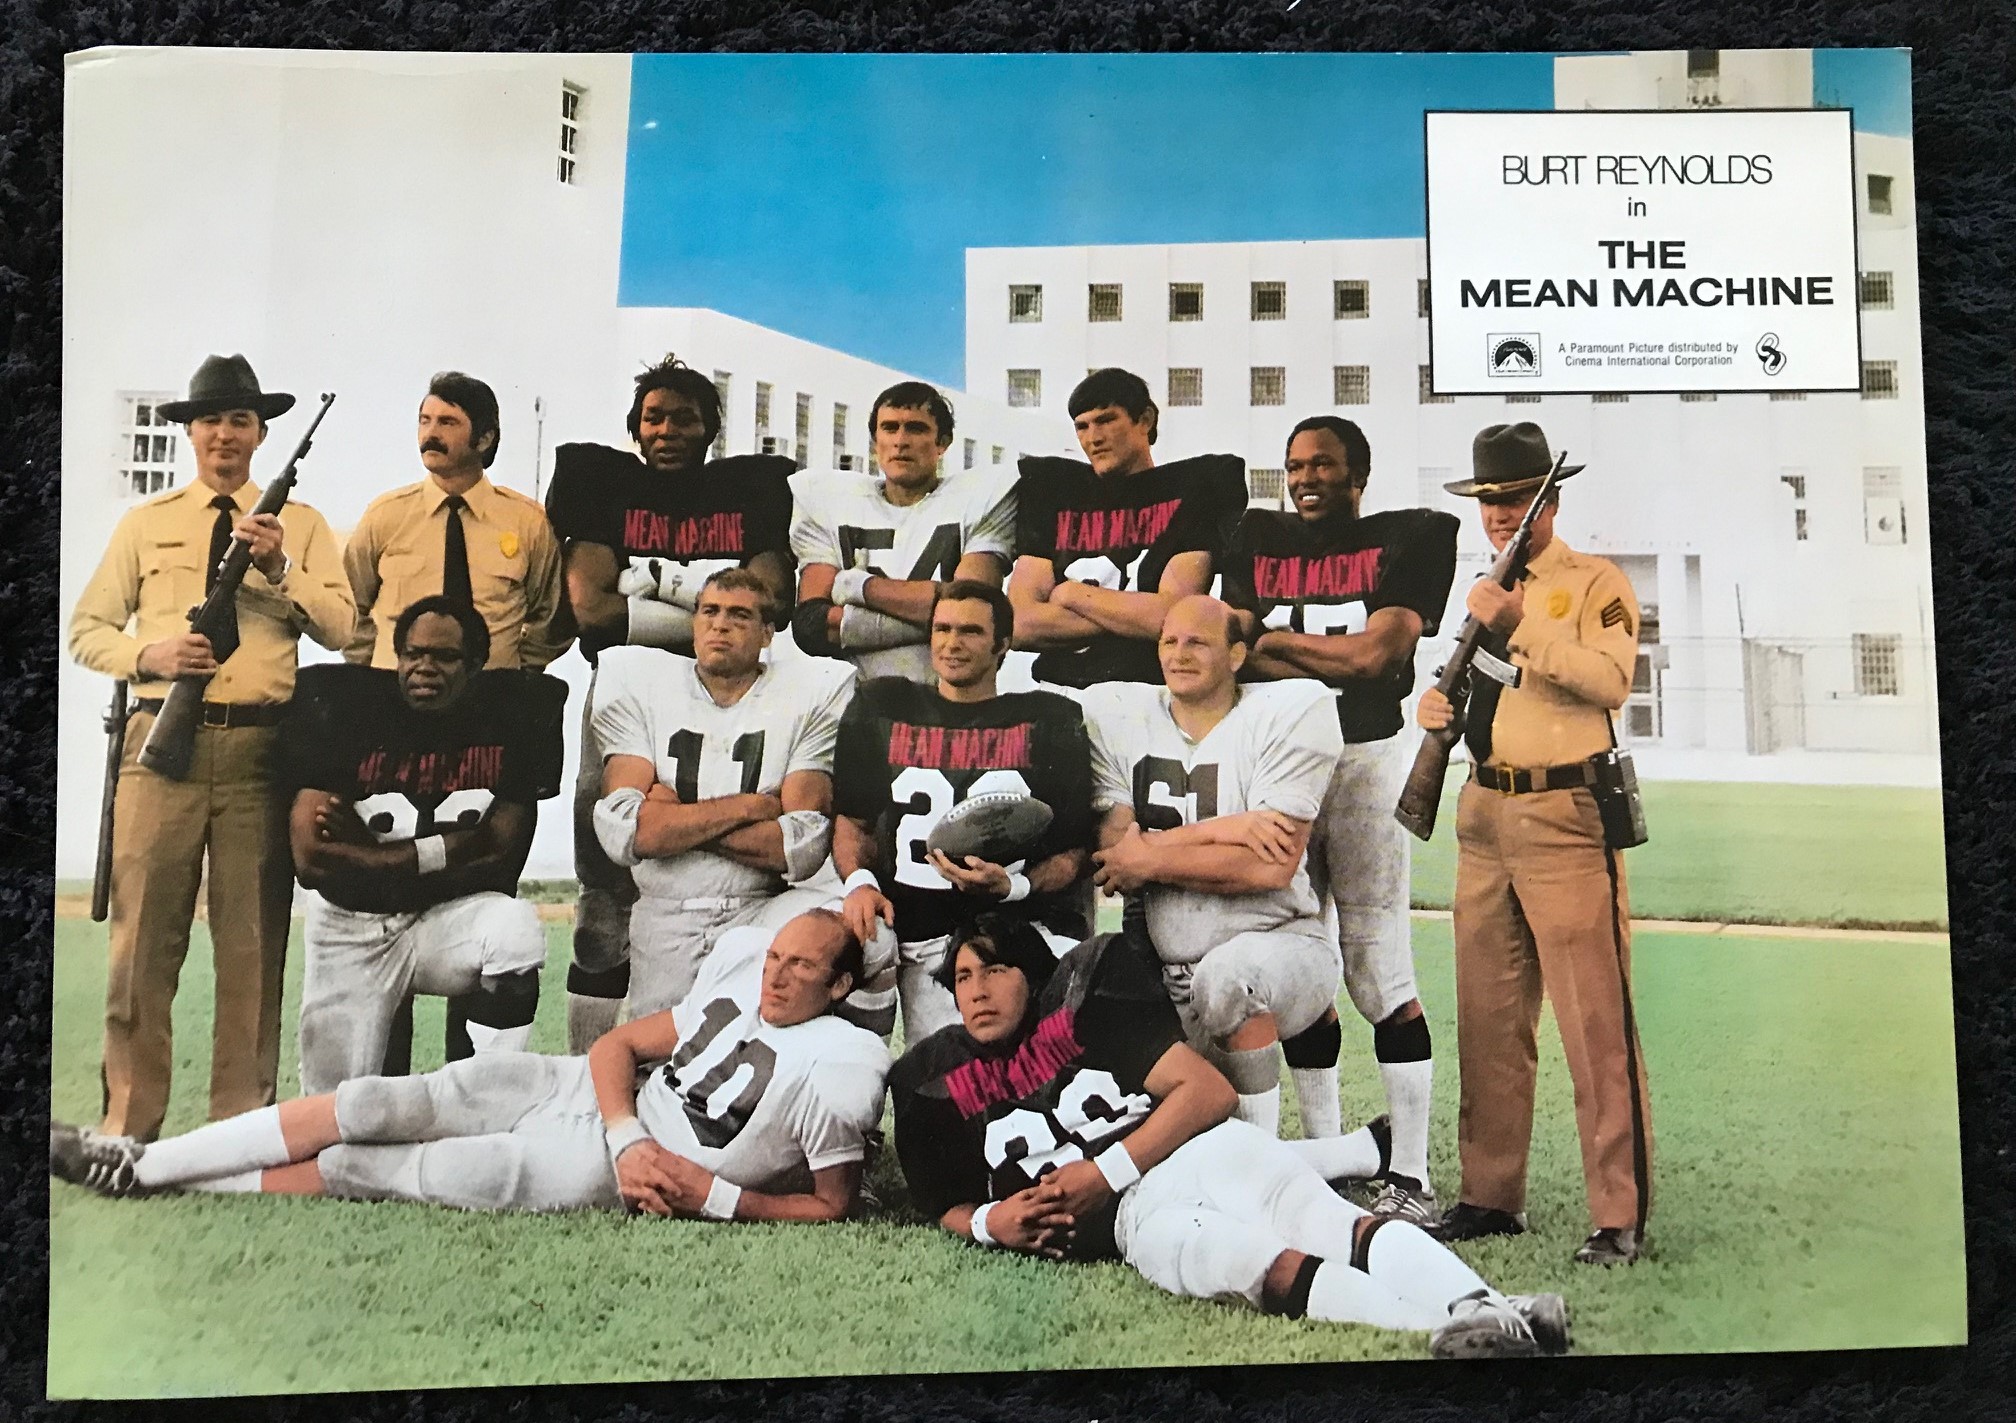 BURT REYNOLDS
in
THE
MEAN MACHINE
A Paramount Picture distributed by
Cinema International Corporation
MEAN MACHINE
54
MEAN MACHINE
MEAN MACHINE
MEAN MACHINE
11
MEAN MACHINE
22
61
10
MEAN MACHINE